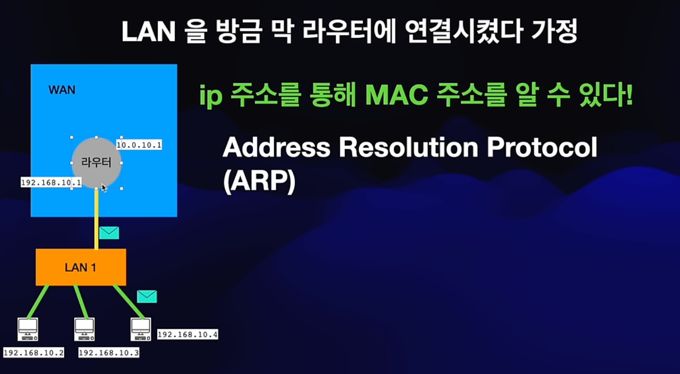 LAN 을 방금 막 라우터에 연결시켰다 가정
WAN
ip 주소를 통해 MAC 주소를 알 수 있다!
10.0.10.1
Address Resolution Protocol
(ARP)
라우터
192.168.10.1
LAN 1
192.168.10.4
192.168.10.2
192.168.10.3